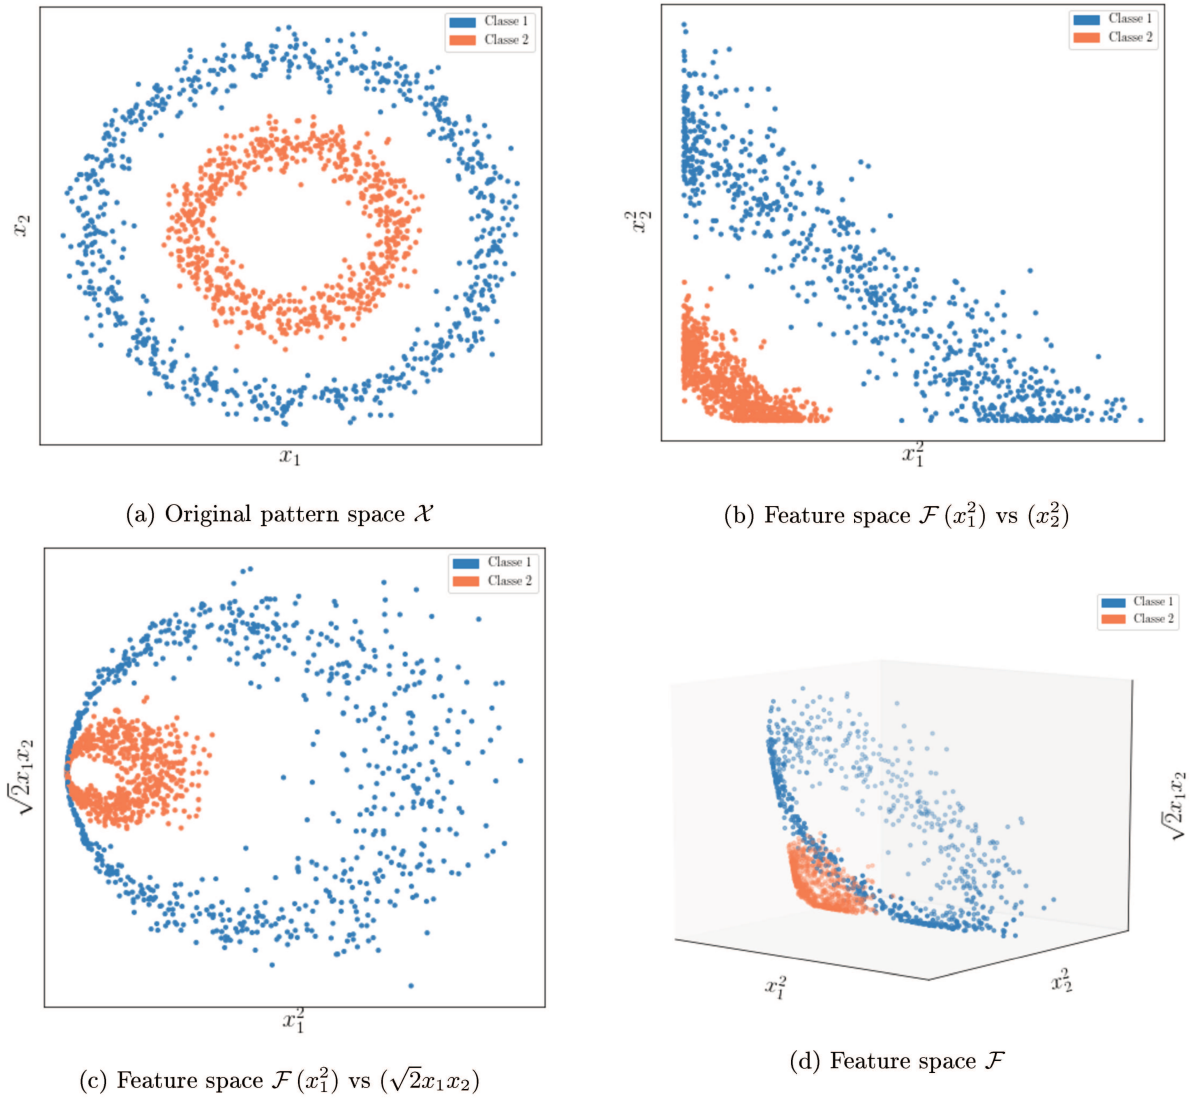 Classe 1
Classe 2
x₂
x₁
(a) Original pattern space 𝒳
Classe 1
Classe 2
x₂²
x₁²
(b) Feature space ℱ (x₁²) vs (x₂²)
Classe 1
Classe 2
√2x₁x₂
x₁²
(c) Feature space ℱ (x₁²) vs (√2x₁x₂)
Classe 1
Classe 2
√2x₁x₂
x₁²
x₂²
(d) Feature space ℱ